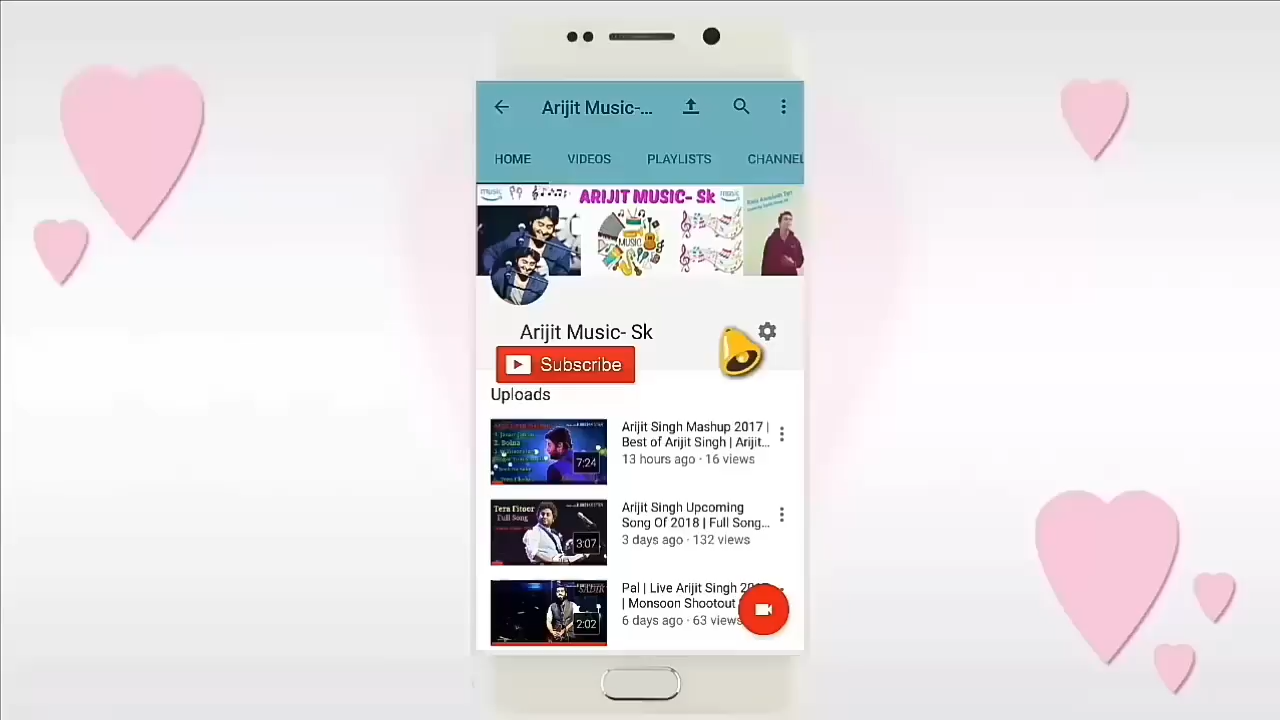 Arijit Music-...
HOME VIDEOS PLAYLISTS CHANNEL
music ARIJIT MUSIC- Sk music
MUSIC
Arijit Music- Sk
Subscribe
Uploads
Arijit Singh Mashup 2017 |
Best of Arijit Singh | Arijit...
13 hours ago · 16 views
7:24
Tera Fitoor
Full Song
Arijit Singh Upcoming
Song Of 2018 | Full Song...
3 days ago · 132 views
3:07
Pal | Live Arijit Singh
| Monsoon Shootout
6 days ago · 63 views
2:02